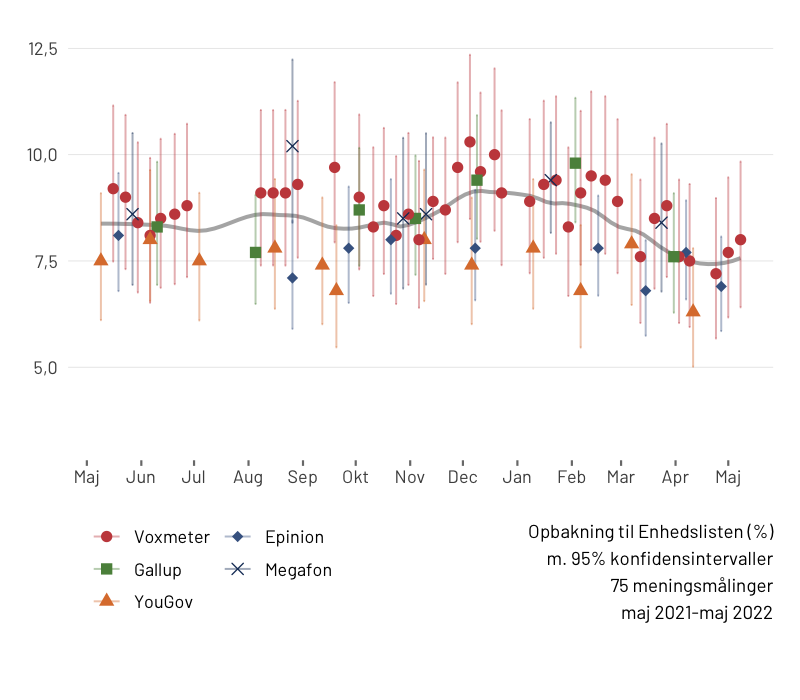 12,5
10,0
7,5
5,0
Maj Jun Jul Aug Sep Okt Nov Dec Jan Feb Mar Apr Maj
Voxmeter Epinion
Gallup Megafon
YouGov
Opbakning til Enhedslisten (%)
m. 95% konfidensintervaller
75 meningsmålinger
maj 2021-maj 2022